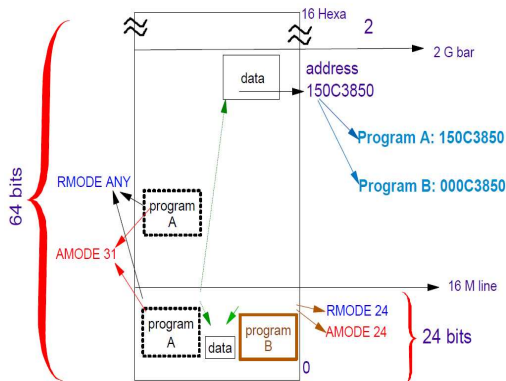 16 Hexa
2
2 G bar
data
address
150C3850
Program A: 150C3850
Program B: 000C3850
64 bits
RMODE ANY
program
A
AMODE 31
16 M line
program
A
data
program
B
RMODE 24
AMODE 24
24 bits
0